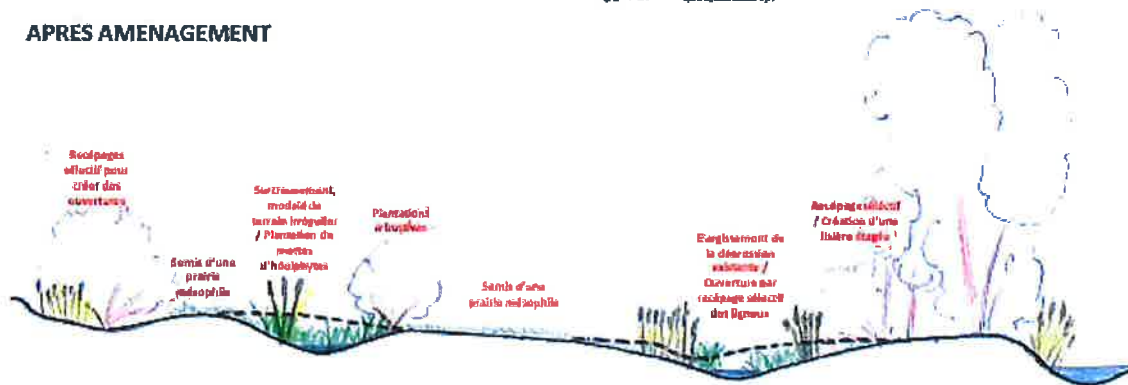 APRES AMENAGEMENT
Recépages
sélectif pour
créer des
ouvertures
Surcreusement,
modelé de
terrain irrégulier
/ Plantation de
mottes
d'hélophytes
Plantations
arbustives
Recépage sélectif
/ Création d'une
lisière étagée
Semis d'une
prairie
mésophile
Elargissement de
la dépression
existante /
Ouverture par
recépage sélectif
des ligneux
Semis d'une
prairie mésophile